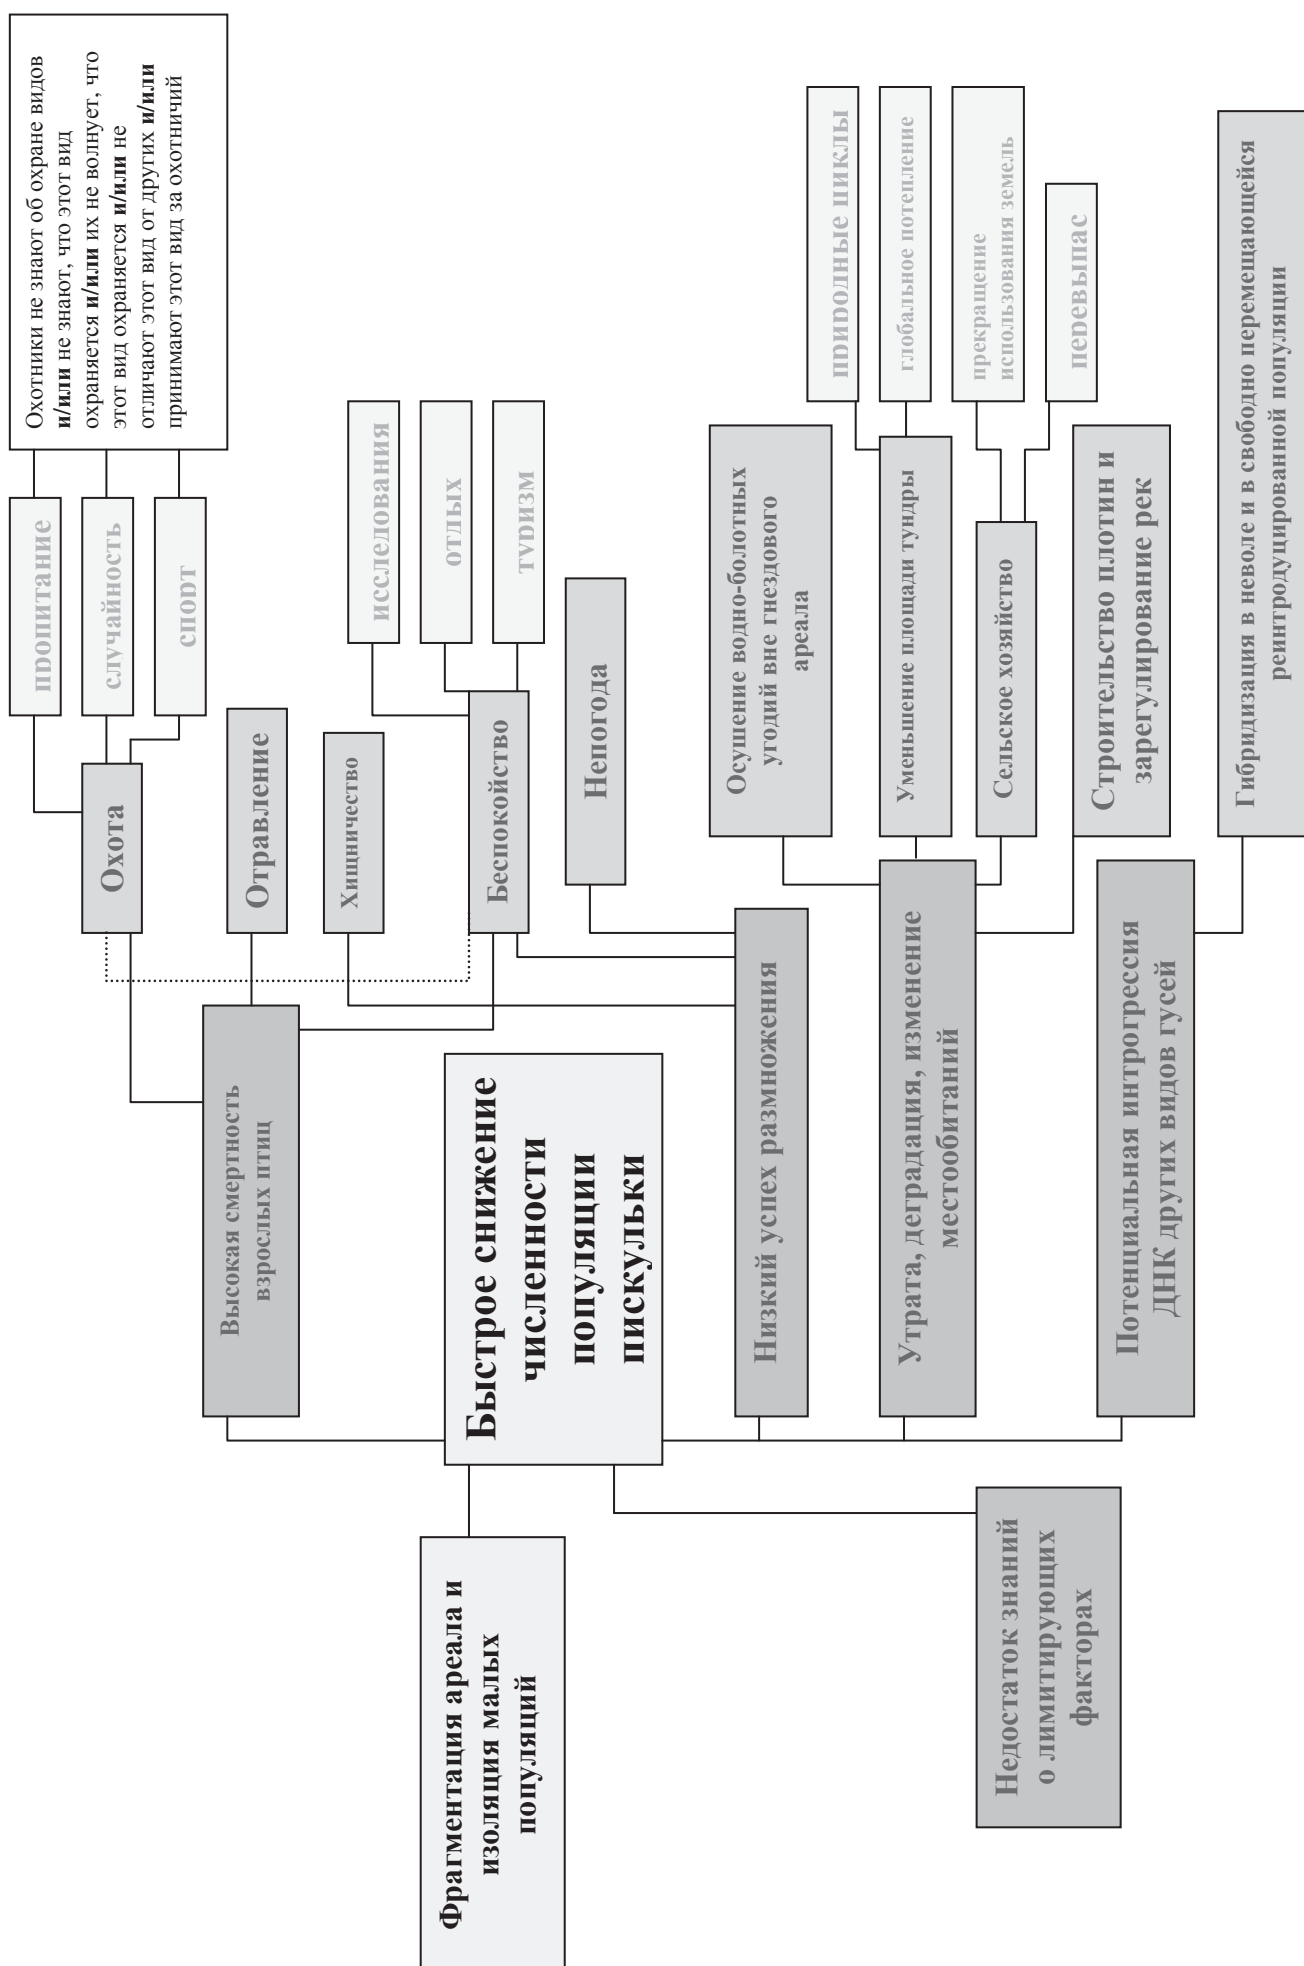 Фрагментация ареала и
изоляция малых
популяций
Быстрое снижение
численности
популяции
пискульки
Недостаток знаний
о лимитирующих
факторах
Высокая смертность
взрослых птиц
Низкий успех размножения
Утрата, деградация, изменение
местообитаний
Потенциальная интрогрессия
ДНК других видов гусей
Охота
Отравление
Хищничество
Беспокойство
Непогода
Осушение водно-болотных
угодий вне гнездового
ареала
Уменьшение площади тундры
Сельское хозяйство
Строительство плотин и
зарегулирование рек
Гибридизация в неволе и в свободно перемещающейся
реинтродуцированной популяции
пропитание
случайность
спорт
исследования
отдых
туризм
природные циклы
глобальное потепление
прекращение
использования земель
перевыпас
Охотники не знают об охране видов
и/или не знают, что этот вид
охраняется и/или их не волнует, что
этот вид охраняется и/или не
отличают этот вид от других и/или
принимают этот вид за охотничий